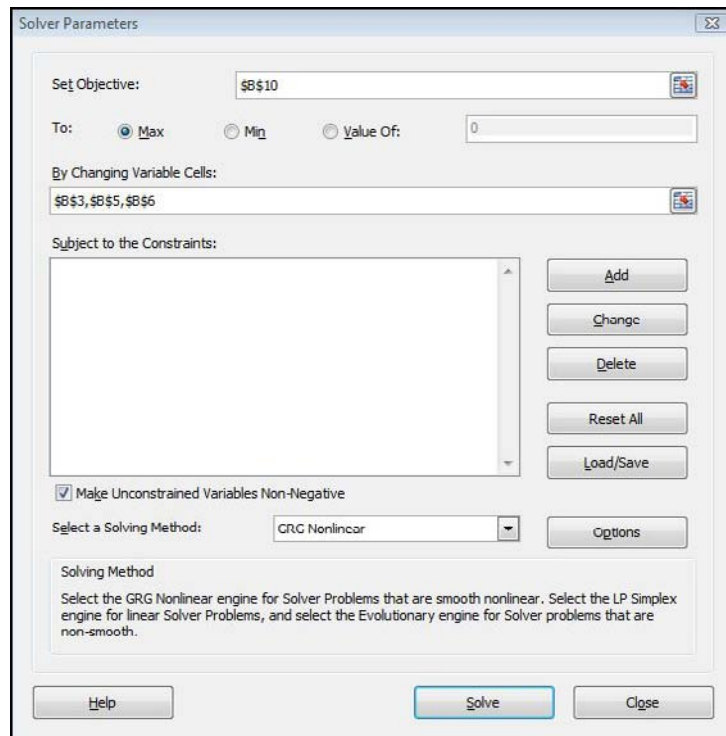 Solver Parameters
Set Objective: $B$10
To: Max Min Value Of: 0
By Changing Variable Cells:
$B$3,$B$5,$B$6
Subject to the Constraints:
Add
Change
Delete
Reset All
Load/Save
Make Unconstrained Variables Non-Negative
Select a Solving Method: GRG Nonlinear Options
Solving Method
Select the GRG Nonlinear engine for Solver Problems that are smooth nonlinear. Select the LP Simplex
engine for linear Solver Problems, and select the Evolutionary engine for Solver problems that are
non-smooth.
Help Solve Close